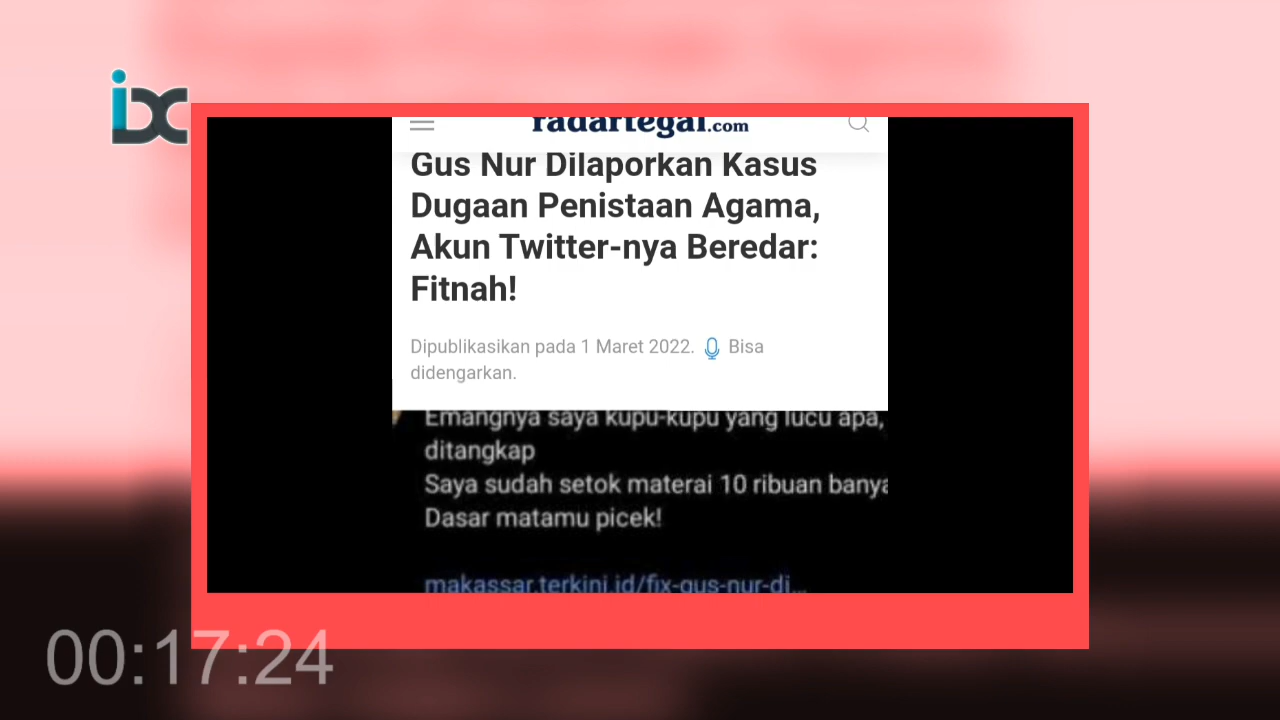 ix
radartegal.com
Gus Nur Dilaporkan Kasus
Dugaan Penistaan Agama,
Akun Twitter-nya Beredar:
Fitnah!
Dipublikasikan pada 1 Maret 2022. Bisa
didengarkan.
Emangnya saya kupu-kupu yang lucu apa,
ditangkap
Saya sudah setok materai 10 ribuan banya
Dasar matamu picek!
makassar.terkini.id/fix-gus-nur-di...
00:17:24